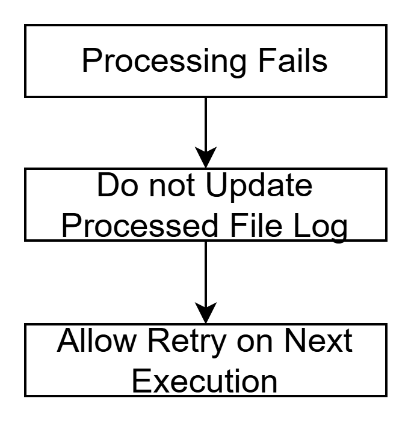 Processing Fails
Do not Update
Processed File Log
Allow Retry on Next
Execution